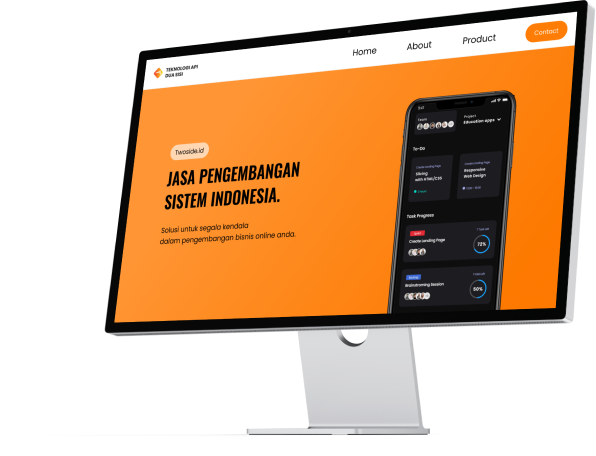 TEKNOLOGI API
DUA SISI
Home
About
Product
Contact
Twoside.id
JASA PENGEMBANGAN
SISTEM INDONESIA.
Solusi untuk segala kendala
dalam pengembangan bisnis online anda.
9:41
Team
Project
Education apps
To-Do
Create Landing Page
Slicing
with HTML/CSS
Create Landing Page
Responsive
Web Design
Task Progress
Create Landing Page
72%
Brainstroming Session
50%